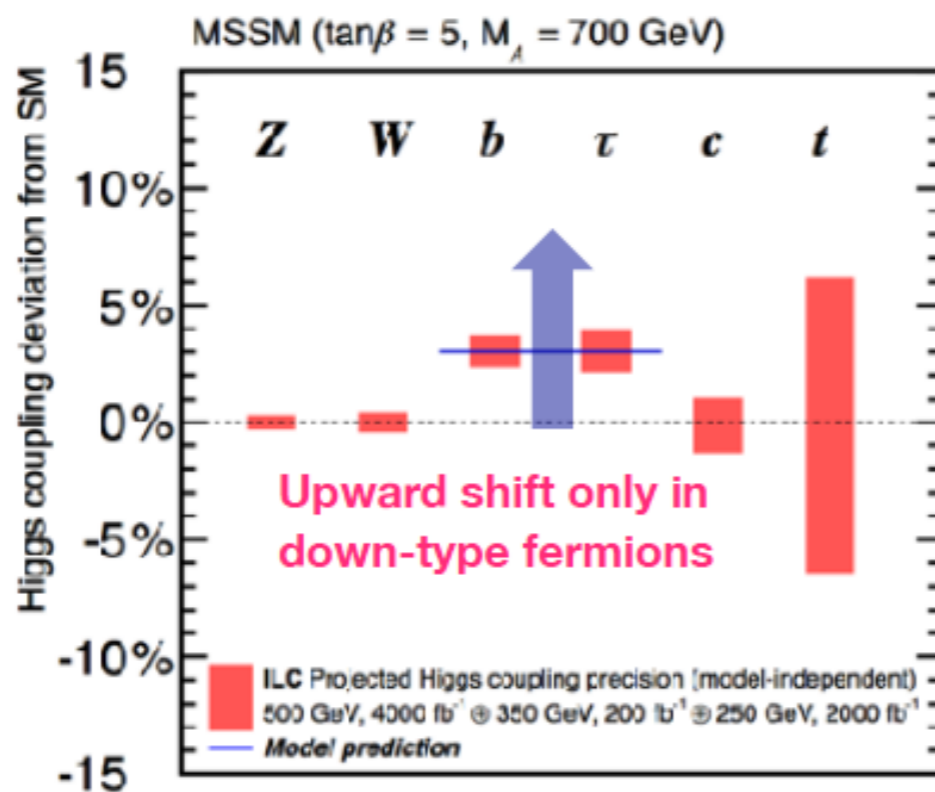 MSSM (tanβ = 5, M_A = 700 GeV)
Higgs coupling deviation from SM
15
10%
5%
0%
-5%
-10%
-15
Z W b τ c t
Upward shift only in
down-type fermions
ILC Projected Higgs coupling precision (model-independent)
500 GeV, 4000 fb⁻¹ ⊕ 350 GeV, 200 fb⁻¹ ⊕ 250 GeV, 2000 fb⁻¹
Model prediction